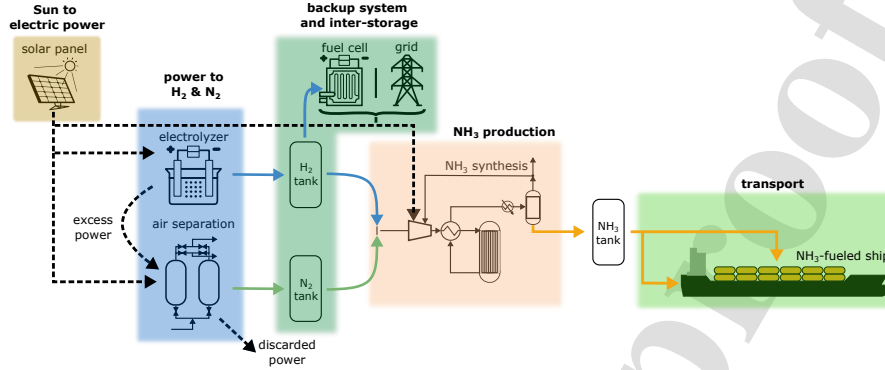 Sun to
electric power
solar panel
power to
H₂ & N₂
electrolyzer
excess
power
air separation
discarded
power
backup system
and inter-storage
fuel cell
grid
H₂
tank
N₂
tank
NH₃ production
NH₃ synthesis
NH₃
tank
transport
NH₃-fueled ship
proof